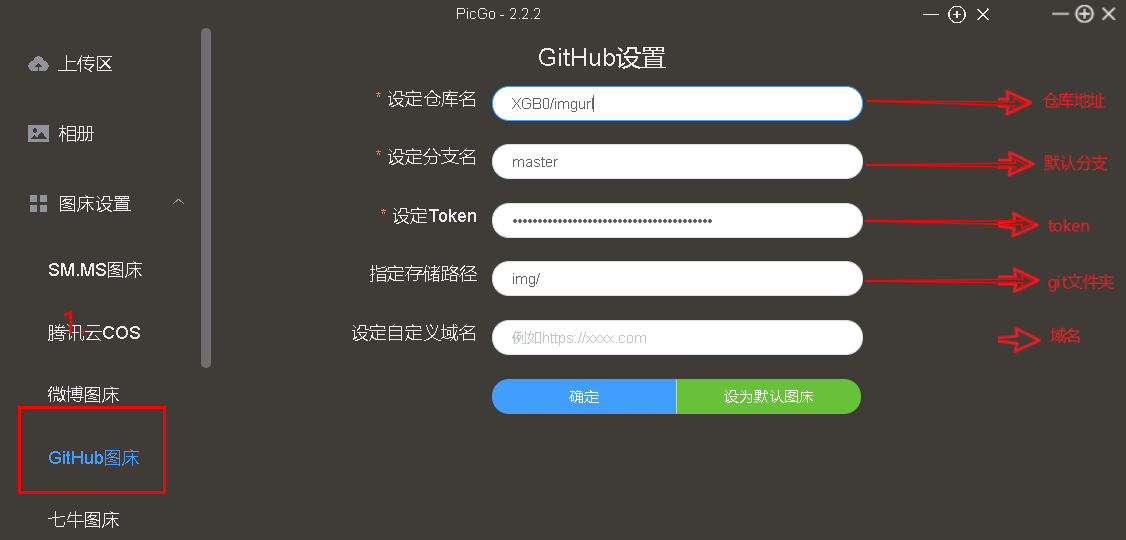 PicGo - 2.2.2
上传区
相册
图床设置
SM.MS图床
1.
腾讯云COS
微博图床
GitHub图床
七牛图床
GitHub设置
* 设定仓库名 XGB0/imgurl 仓库地址
* 设定分支名 master 默认分支
* 设定Token •••••••••••••••••••••••••••••••••••••••• token
指定存储路径 img/ git文件夹
设定自定义域名 例如https://xxxx.com 域名
确定 设为默认图床